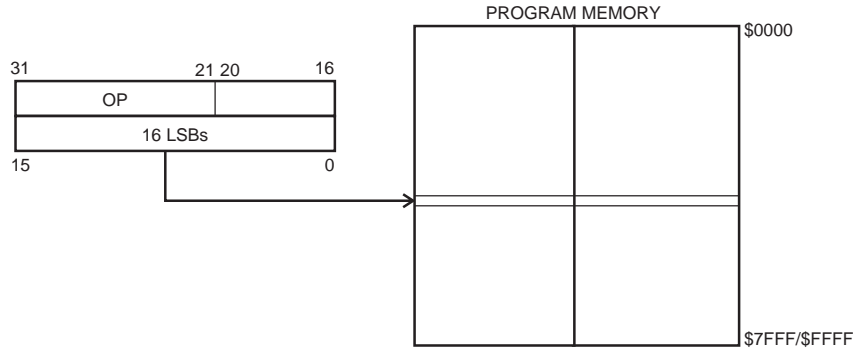 PROGRAM MEMORY
$0000
31 21 20 16
OP
16 LSBs
15 0
$7FFF/$FFFF